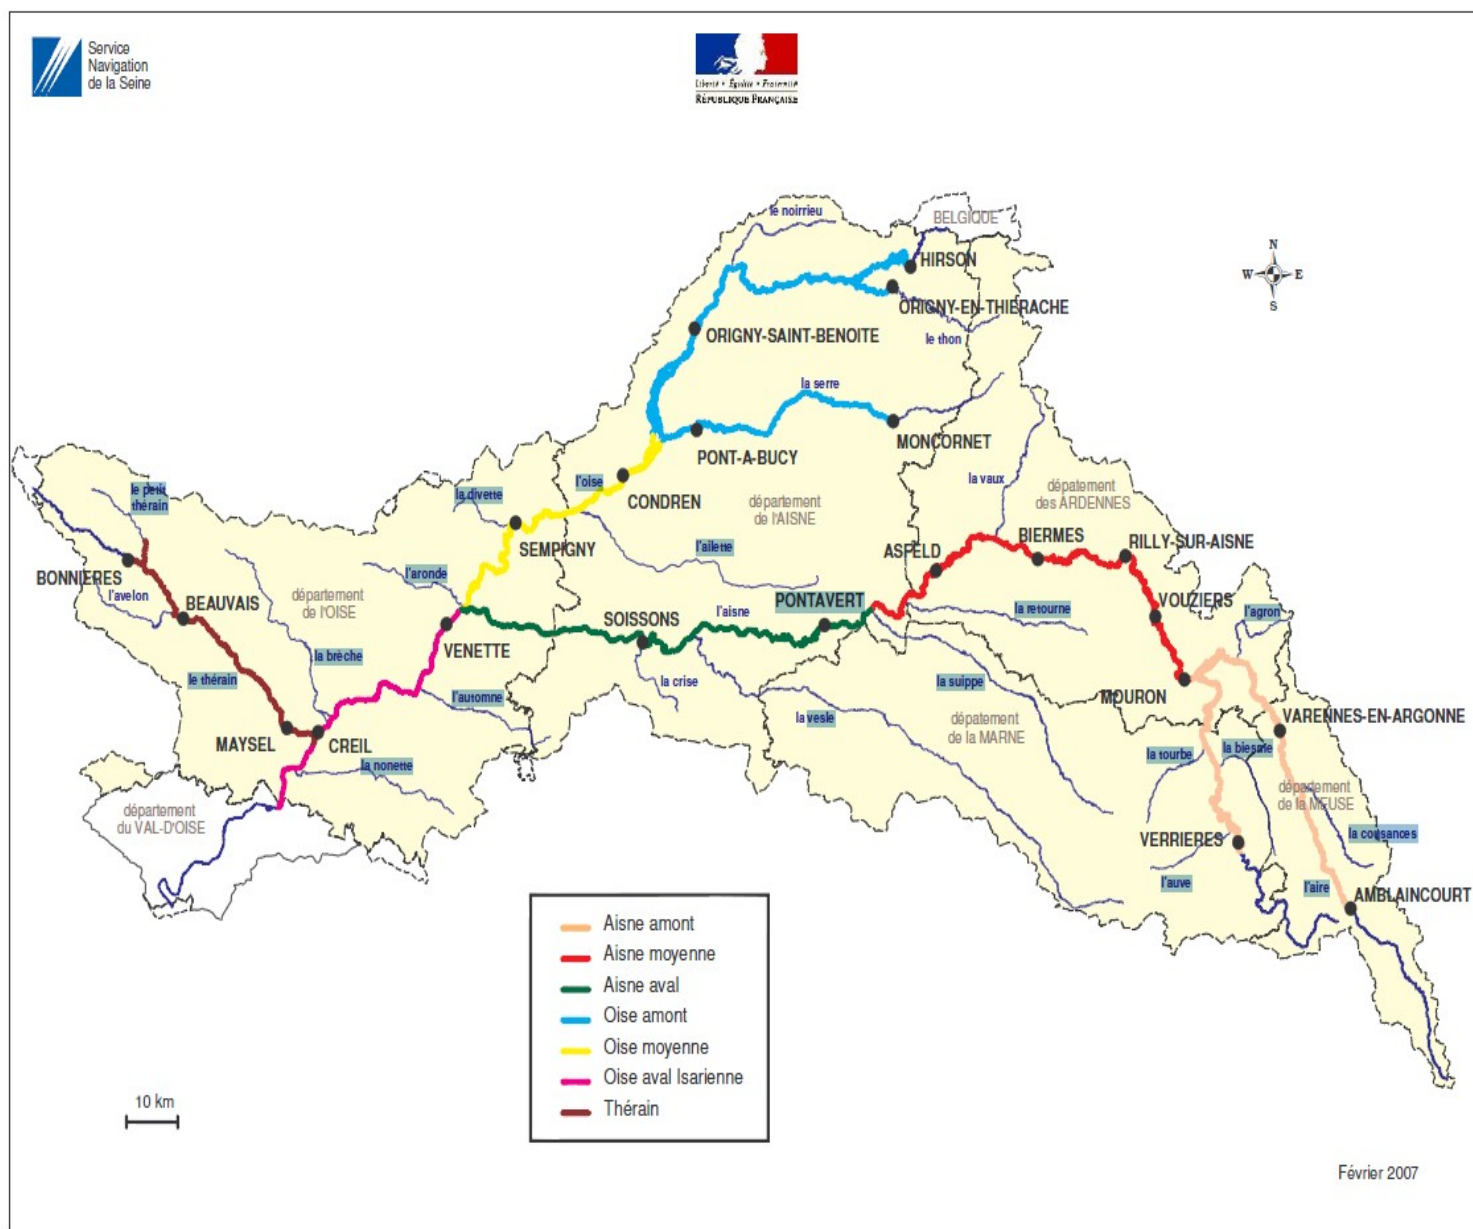 Service
Navigation
de la Seine
Liberté • Égalité • Fraternité
RÉPUBLIQUE FRANÇAISE
le noirrieu
BELGIQUE
N
W
E
S
HIRSON
ORIGNY-EN-THIERACHE
ORIGNY-SAINT-BENOITE
le thon
la serre
MONCORNET
PONT-A-BUCY
la vaux
l'oise
CONDREN
la divette
le petit
thérain
département
de l'AISNE
dépatement
des ARDENNES
SEMPIGNY
l'ailette
ASFELD
BIERMES
RILLY-SUR-AISNE
BONNIERES
l'aronde
l'avelon
BEAUVAIS
département
de l'OISE
SOISSONS
l'aisne
PONTAVERT
la retourne
VOUZIERS
l'agron
VENETTE
la brèche
le thérain
l'automne
la crise
la vesle
la suippe
MOURON
dépatement
de la MARNE
VARENNES-EN-ARGONNE
MAYSEL
CREIL
la nonette
la tourbe
la biesme
département
de la MEUSE
département
du VAL-D'OISE
VERRIERES
la cousances
l'auve
l'aire
AMBLAINCOURT
Aisne amont
Aisne moyenne
Aisne aval
Oise amont
Oise moyenne
Oise aval Isarienne
Thérain
10 km
Février 2007